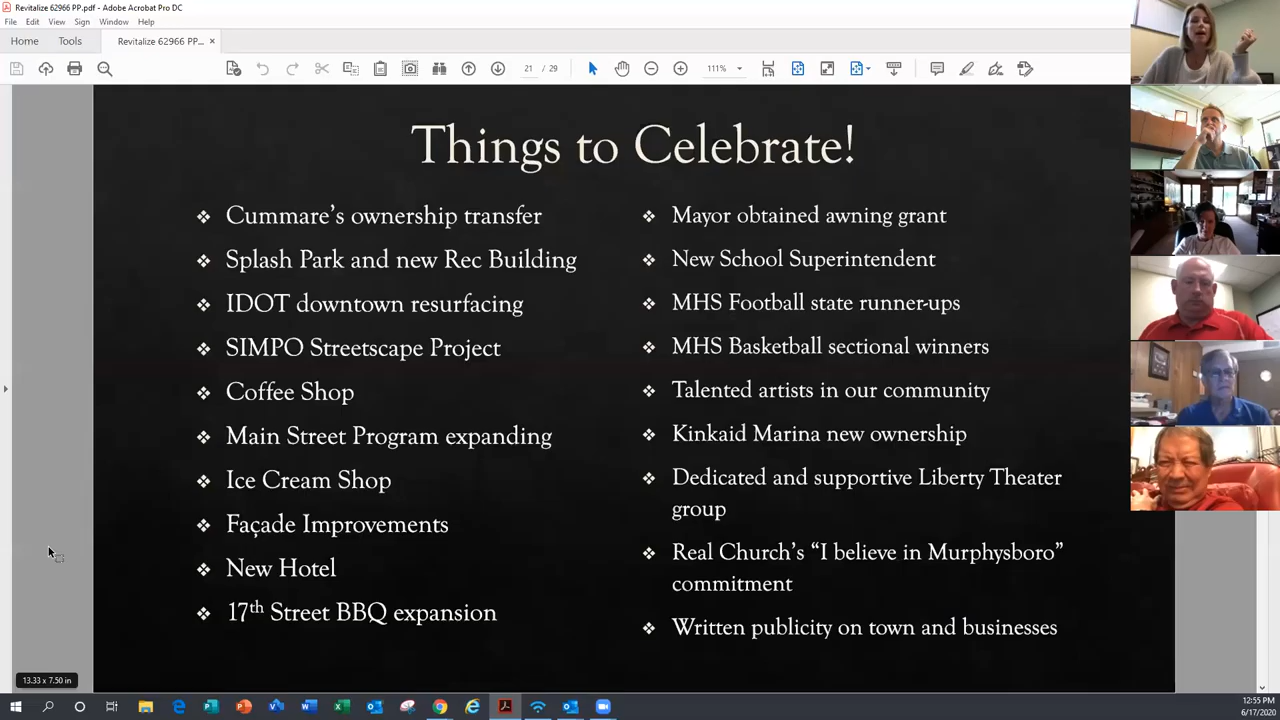 Revitalize 62966 PP.pdf - Adobe Acrobat Pro DC
File Edit View Sign Window Help
Home Tools Revitalize 62966 PP... ×
21 / 29 111%
Things to Celebrate!
Cummare's ownership transfer
Splash Park and new Rec Building
IDOT downtown resurfacing
SIMPO Streetscape Project
Coffee Shop
Main Street Program expanding
Ice Cream Shop
Façade Improvements
New Hotel
17th Street BBQ expansion
Mayor obtained awning grant
New School Superintendent
MHS Football state runner-ups
MHS Basketball sectional winners
Talented artists in our community
Kinkaid Marina new ownership
Dedicated and supportive Liberty Theater
group
Real Church's “I believe in Murphysboro”
commitment
Written publicity on town and businesses
13.33 x 7.50 in
12:55 PM
6/17/2020